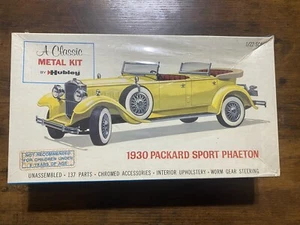 A Classic
METAL KIT
BY Hubley
1930 PACKARD SPORT PHAETON
NOT RECOMMENDED
FOR CHILDREN UNDER
8 YEARS OF AGE
UNASSEMBLED • 137 PARTS • CHROMED ACCESSORIES • INTERIOR UPHOLSTERY • WORM GEAR STEERING